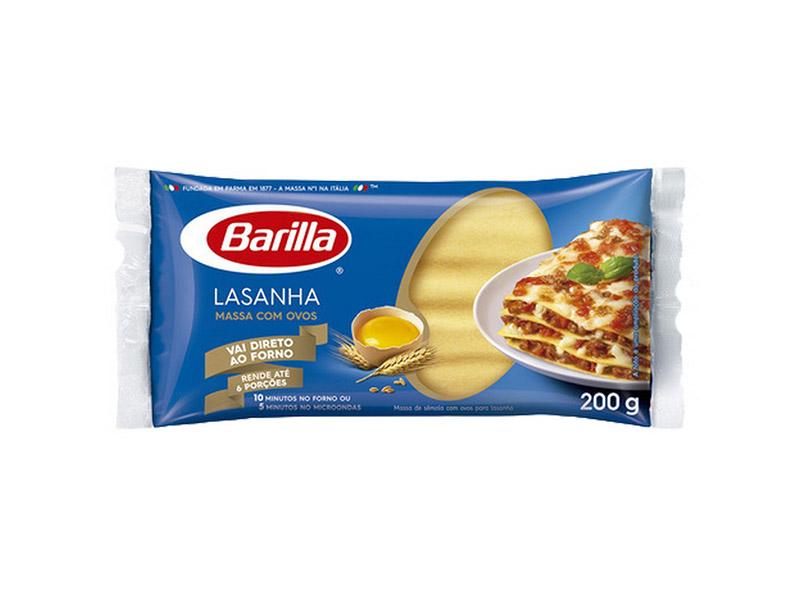 FUNDADA EM PARMA EM 1877 - A MASSA Nº1 NA ITÁLIA ™
Barilla
®
LASANHA
MASSA COM OVOS
VAI DIRETO
AO FORNO
RENDE ATÉ
6 PORÇÕES
10 MINUTOS NO FORNO OU
5 MINUTOS NO MICROONDAS
Massa de sêmola com ovos para lasanha
200 g